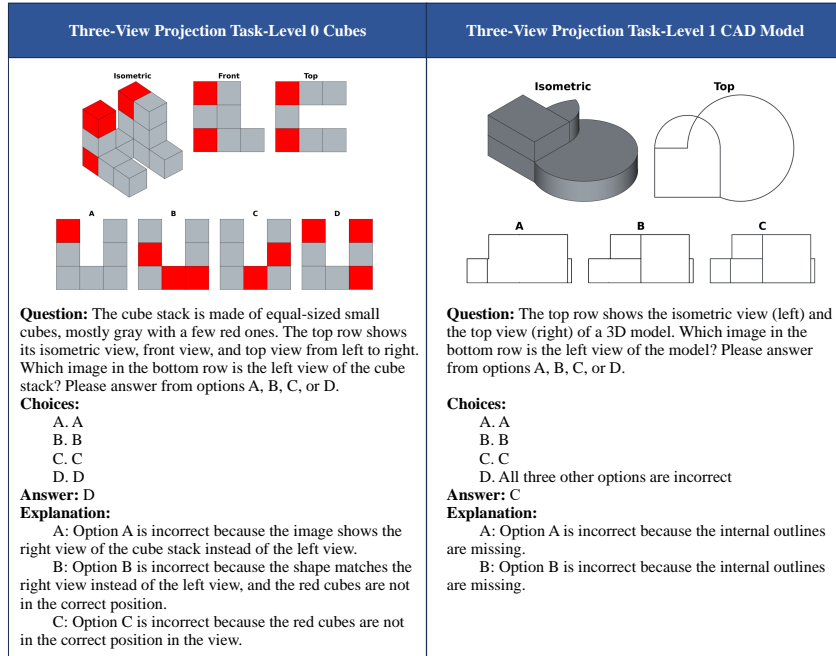 Three-View Projection Task-Level 0 Cubes
Isometric
Front
Top
A
B
C
D
Question: The cube stack is made of equal-sized small
cubes, mostly gray with a few red ones. The top row shows
its isometric view, front view, and top view from left to right.
Which image in the bottom row is the left view of the cube
stack? Please answer from options A, B, C, or D.
Choices:
A. A
B. B
C. C
D. D
Answer: D
Explanation:
A: Option A is incorrect because the image shows the
right view of the cube stack instead of the left view.
B: Option B is incorrect because the shape matches the
right view instead of the left view, and the red cubes are not
in the correct position.
C: Option C is incorrect because the red cubes are not
in the correct position in the view.
Three-View Projection Task-Level 1 CAD Model
Isometric
Top
A
B
C
Question: The top row shows the isometric view (left) and
the top view (right) of a 3D model. Which image in the
bottom row is the left view of the model? Please answer
from options A, B, C, or D.
Choices:
A. A
B. B
C. C
D. All three other options are incorrect
Answer: C
Explanation:
A: Option A is incorrect because the internal outlines
are missing.
B: Option B is incorrect because the internal outlines
are missing.